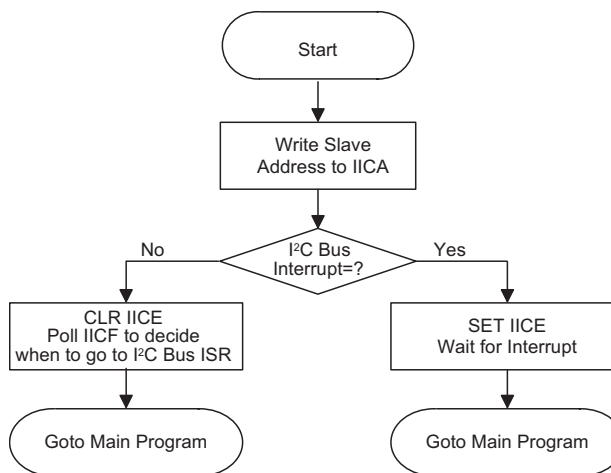 Start
Write Slave
Address to IICA
I²C Bus
Interrupt=?
No
Yes
CLR IICE
Poll IICF to decide
when to go to I²C Bus ISR
SET IICE
Wait for Interrupt
Goto Main Program
Goto Main Program